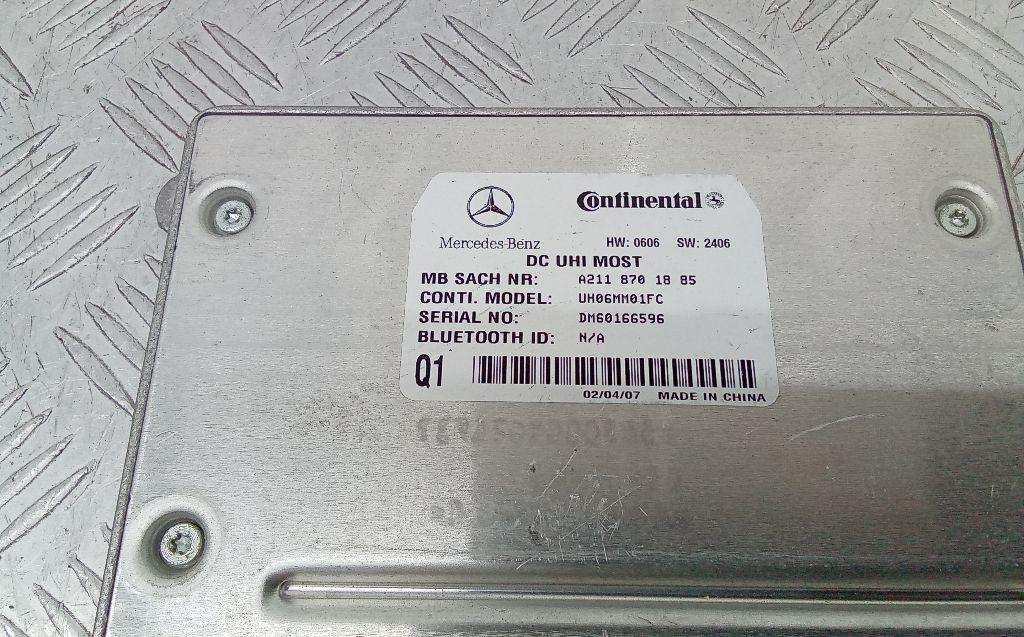 Continental
Mercedes-Benz HW: 0606 SW: 2406
DC UHI MOST
MB SACH NR: A211 870 18 85
CONTI. MODEL: UH06MM01FC
SERIAL NO: DM60166596
BLUETOOTH ID: N/A
Q1
02/04/07 MADE IN CHINA